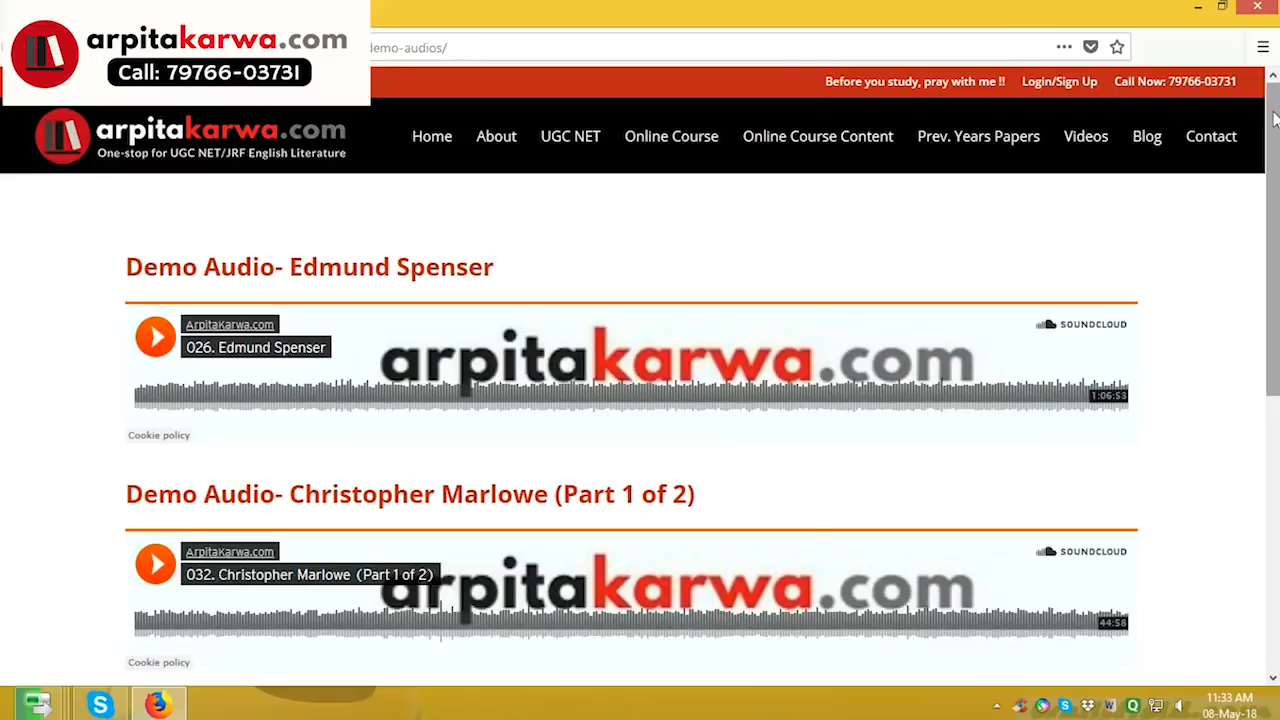 arpitakarwa.com
Call: 79766-03731
demo-audios/
Before you study, pray with me !!
Login/Sign Up
Call Now: 79766-03731
arpitakarwa.com
One-stop for UGC NET/JRF English Literature
Home
About
UGC NET
Online Course
Online Course Content
Prev. Years Papers
Videos
Blog
Contact
Demo Audio- Edmund Spenser
ArpitaKarwa.com
SOUNDCLOUD
026. Edmund Spenser
arpitakarwa.com
1:06:53
Cookie policy
Demo Audio- Christopher Marlowe (Part 1 of 2)
ArpitaKarwa.com
SOUNDCLOUD
032. Christopher Marlowe (Part 1 of 2)
arpitakarwa.com
44:58
Cookie policy
11:33 AM
08-May-18